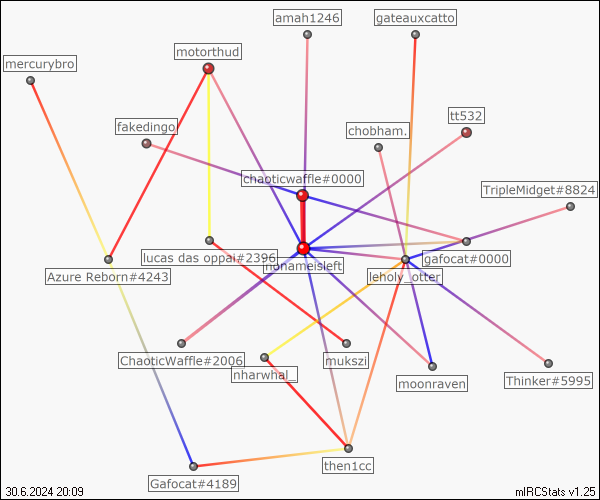 amah1246
gateauxcatto
motorthud
mercurybro
tt532
fakedingo
chobham.
chaoticwaffle#0000
TripleMidget#8824
lucas das oppai#2396
gafocat#0000
nonameisleft
Azure Reborn#4243
leholy_otter
ChaoticWaffle#2006
mukszi
nharwhal_
moonraven
Thinker#5995
then1cc
Gafocat#4189
30.6.2024 20:09
mIRCStats v1.25